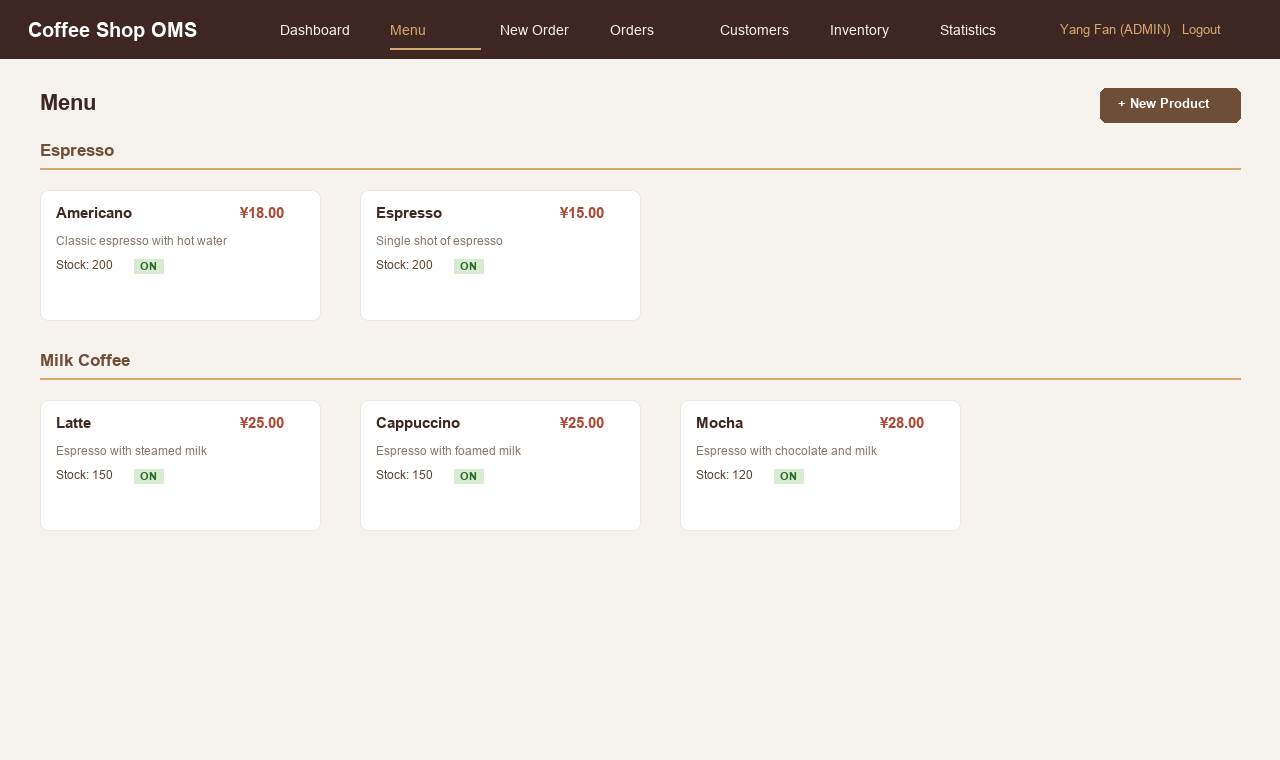 Coffee Shop OMS Dashboard Menu New Order Orders Customers Inventory Statistics Yang Fan (ADMIN) Logout
Menu + New Product
Espresso
Americano ¥18.00
Classic espresso with hot water
Stock: 200 ON
Espresso ¥15.00
Single shot of espresso
Stock: 200 ON
Milk Coffee
Latte ¥25.00
Espresso with steamed milk
Stock: 150 ON
Cappuccino ¥25.00
Espresso with foamed milk
Stock: 150 ON
Mocha ¥28.00
Espresso with chocolate and milk
Stock: 120 ON